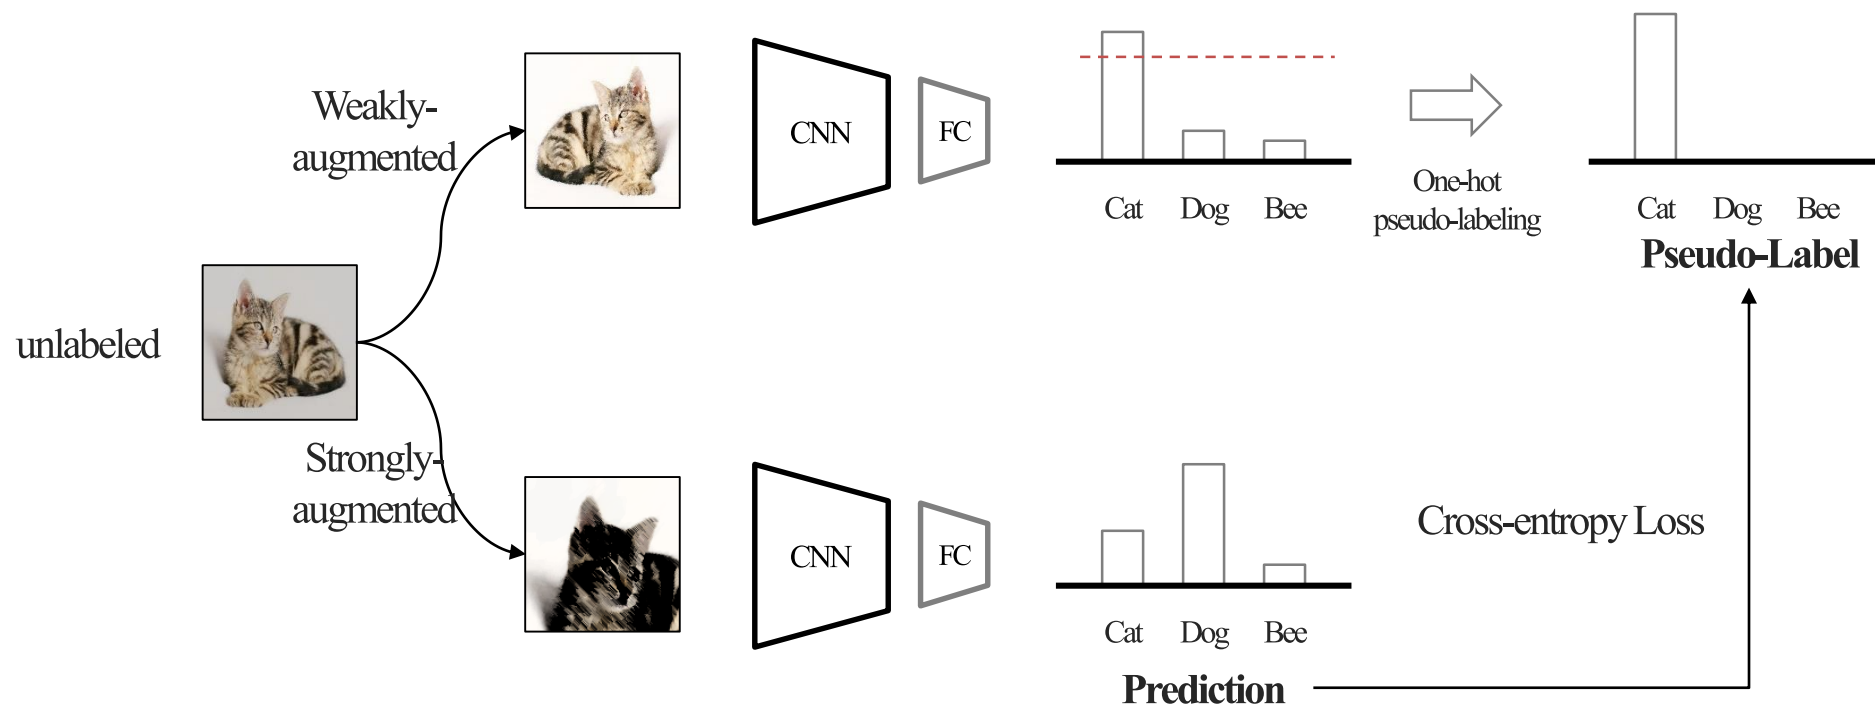 Weakly-
augmented
CNN
FC
Cat Dog Bee
One-hot
pseudo-labeling
Cat Dog Bee
Pseudo-Label
unlabeled
Strongly-
augmented
CNN
FC
Cat Dog Bee
Prediction
Cross-entropy Loss